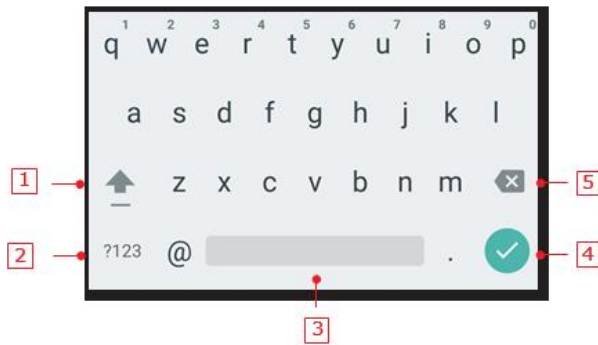 1 2 3 4 5 6 7 8 9 0
q w e r t y u i o p
a s d f g h j k l
1 z x c v b n m 5
2 ?123 @ . 4
3